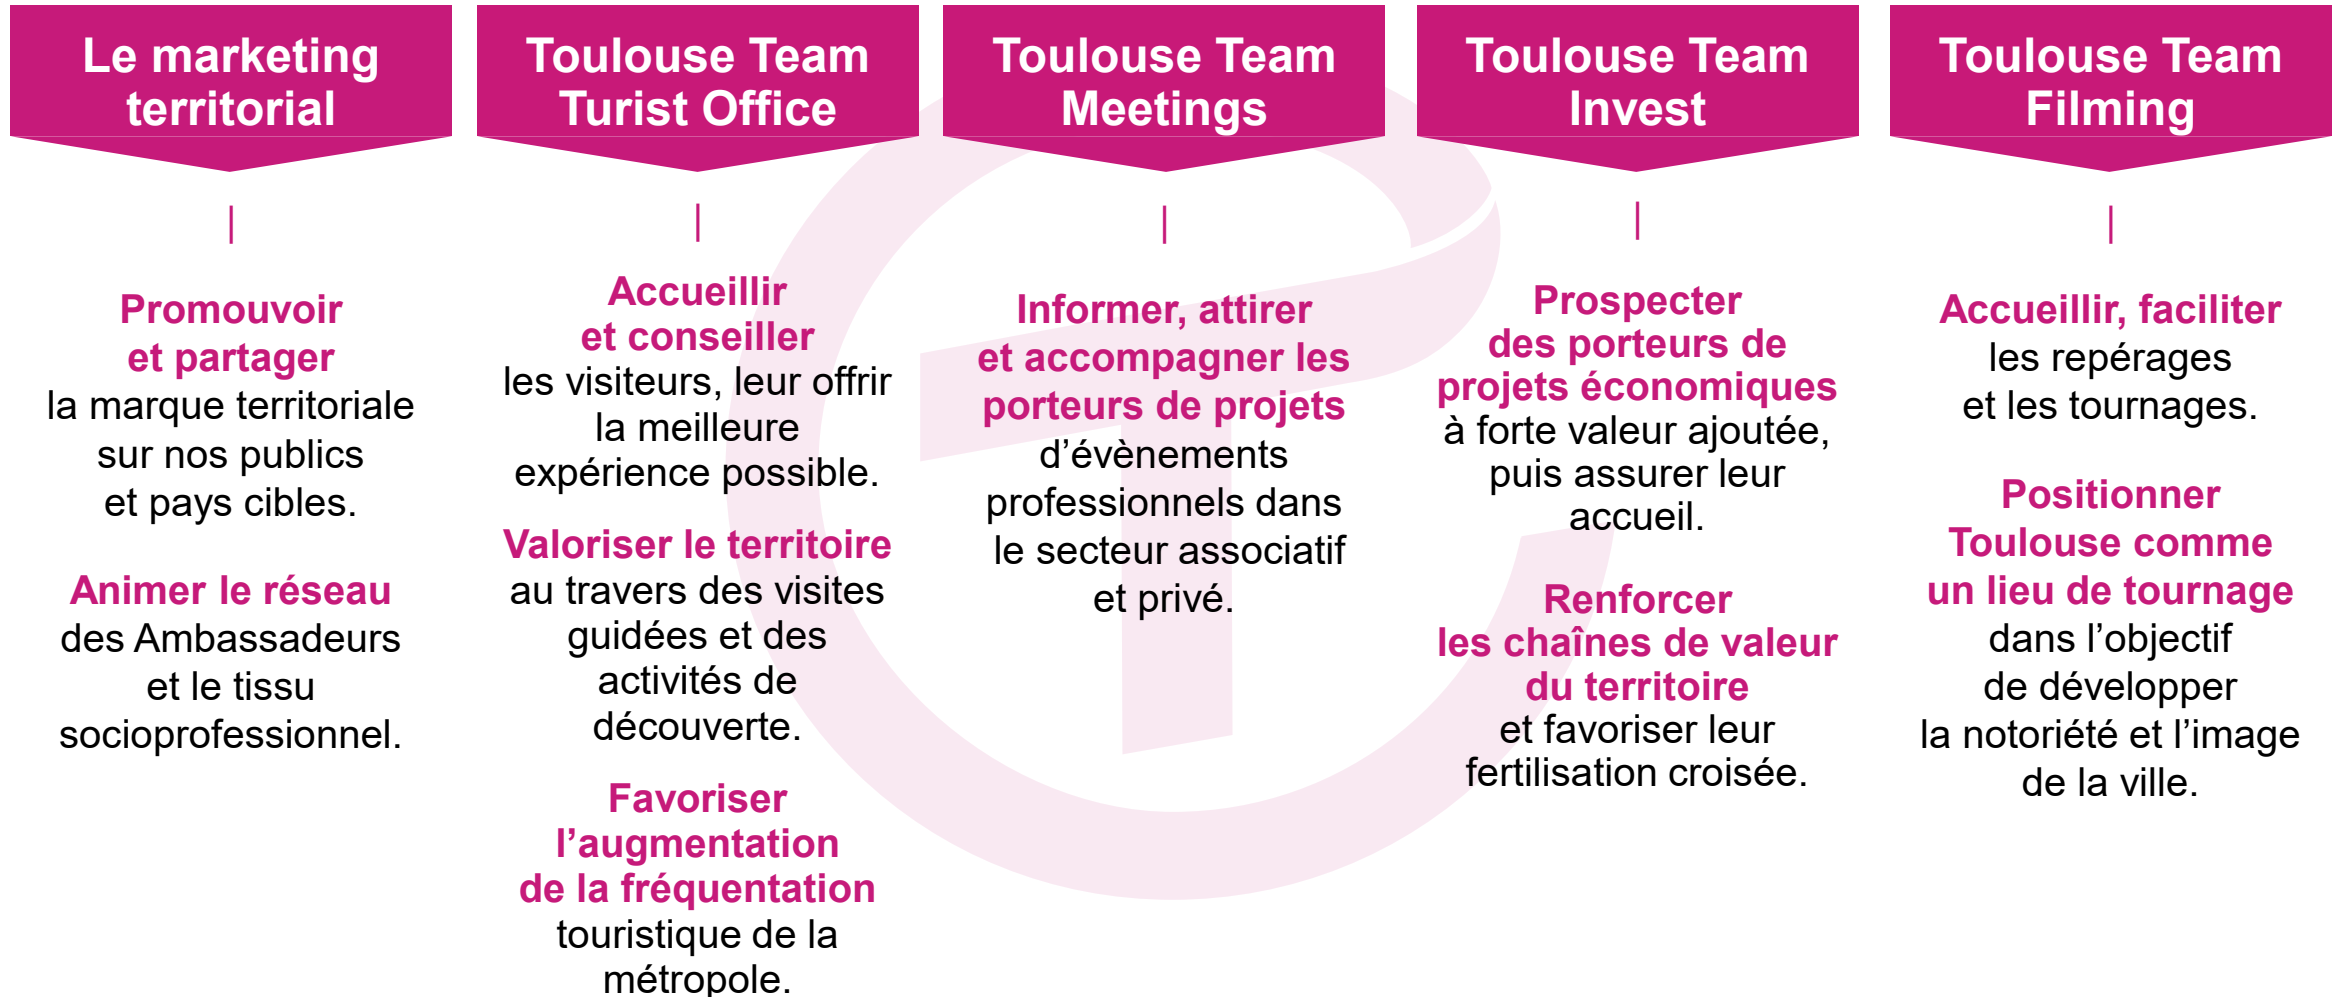 Le marketing
territorial
Promouvoir
et partager
la marque territoriale
sur nos publics
et pays cibles.
Animer le réseau
des Ambassadeurs
et le tissu
socioprofessionnel.
Toulouse Team
Turist Office
Accueillir
et conseiller
les visiteurs, leur offrir
la meilleure
expérience possible.
Valoriser le territoire
au travers des visites
guidées et des
activités de
découverte.
Favoriser
l’augmentation
de la fréquentation
touristique de la
métropole.
Toulouse Team
Meetings
Informer, attirer
et accompagner les
porteurs de projets
d’évènements
professionnels dans
le secteur associatif
et privé.
Toulouse Team
Invest
Prospecter
des porteurs de
projets économiques
à forte valeur ajoutée,
puis assurer leur
accueil.
Renforcer
les chaînes de valeur
du territoire
et favoriser leur
fertilisation croisée.
Toulouse Team
Filming
Accueillir, faciliter
les repérages
et les tournages.
Positionner
Toulouse comme
un lieu de tournage
dans l’objectif
de développer
la notoriété et l’image
de la ville.